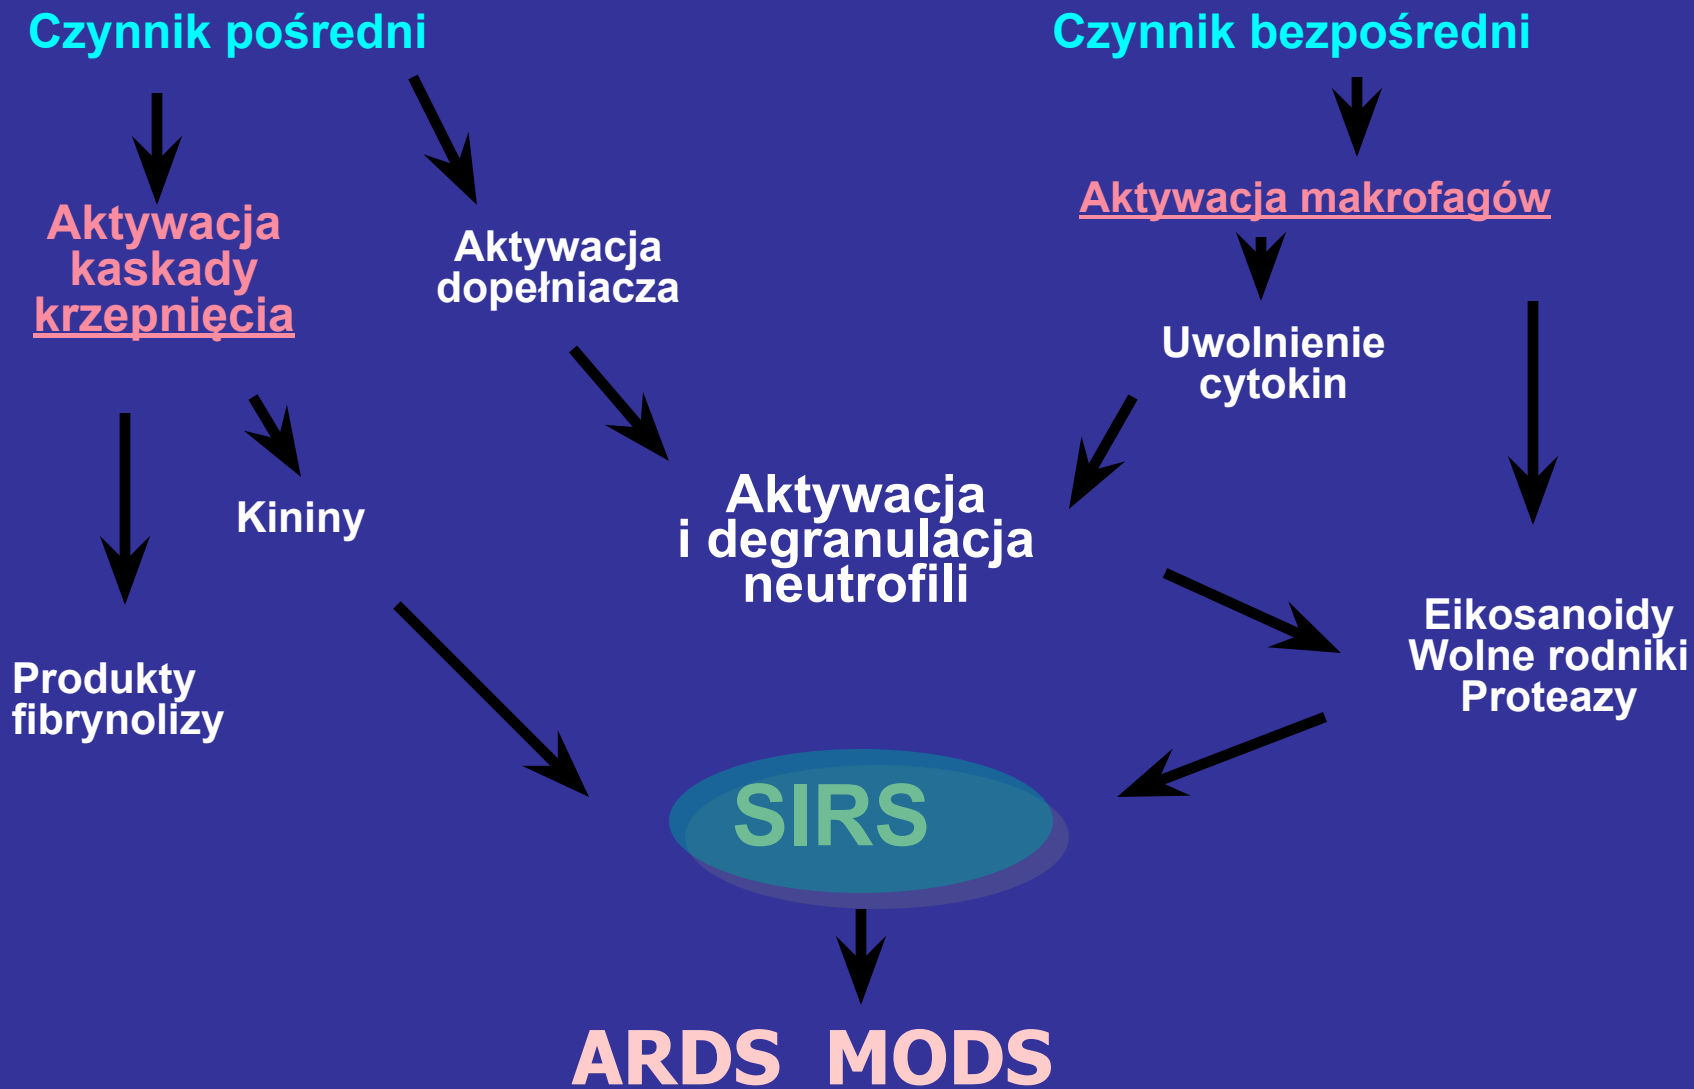 Czynnik pośredni
Czynnik bezpośredni
Aktywacja makrofagów
Aktywacja
kaskady
krzepnięcia
Aktywacja
dopełniacza
Uwolnienie
cytokin
Aktywacja
i degranulacja
neutrofili
Kininy
Eikosanoidy
Wolne rodniki
Proteazy
Produkty
fibrynolizy
SIRS
ARDS MODS